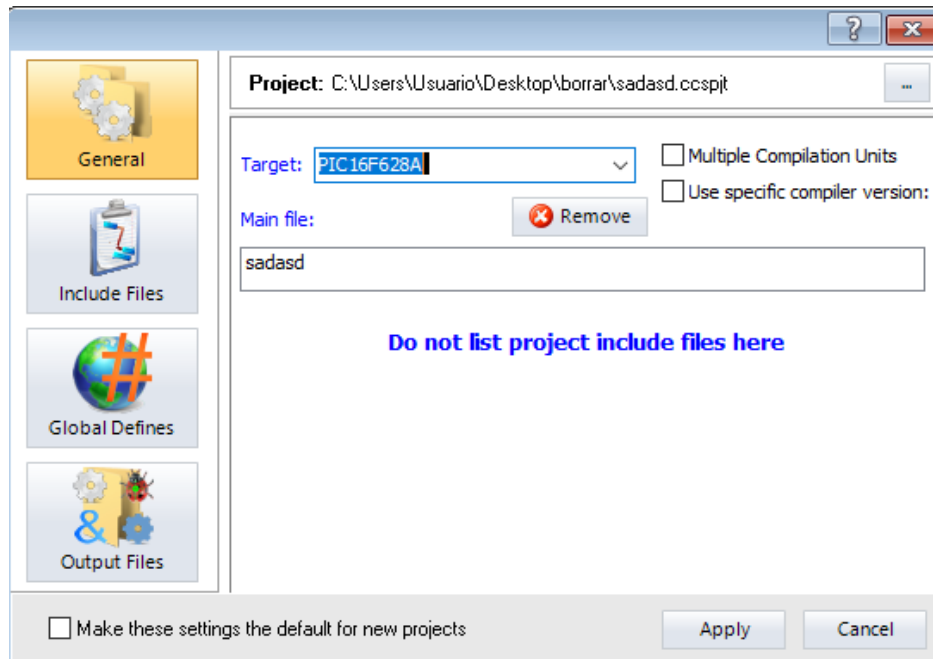 Project: C:\Users\Usuario\Desktop\borrar\sadasd.ccspjt
...
General
Target: PIC16F628A
Multiple Compilation Units
Use specific compiler version:
Main file:
Remove
sadasd
Include Files
Do not list project include files here
#
Global Defines
&
Output Files
Make these settings the default for new projects
Apply
Cancel